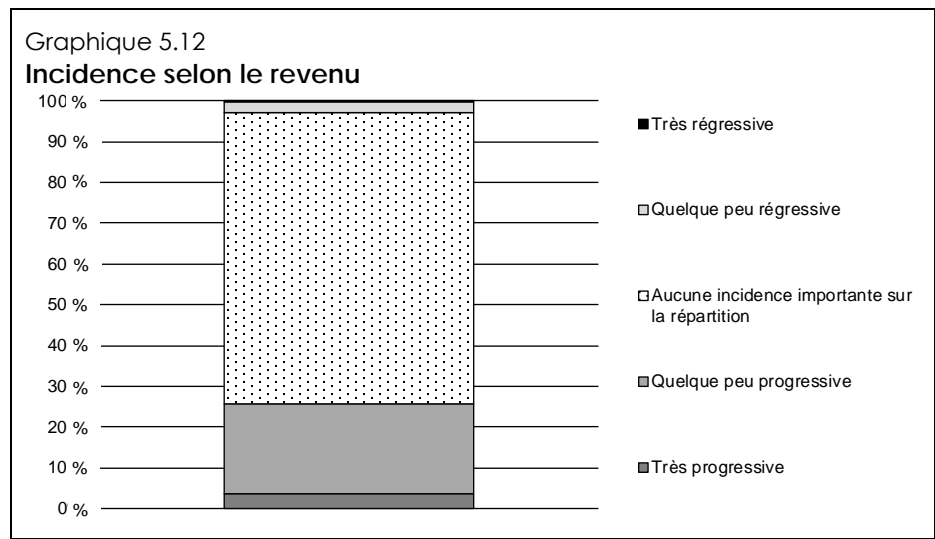 Graphique 5.12
Incidence selon le revenu
100 %
90 %
80 %
70 %
60 %
50 %
40 %
30 %
20 %
10 %
0 %
Très régressive
Quelque peu régressive
Aucune incidence importante sur
la répartition
Quelque peu progressive
Très progressive